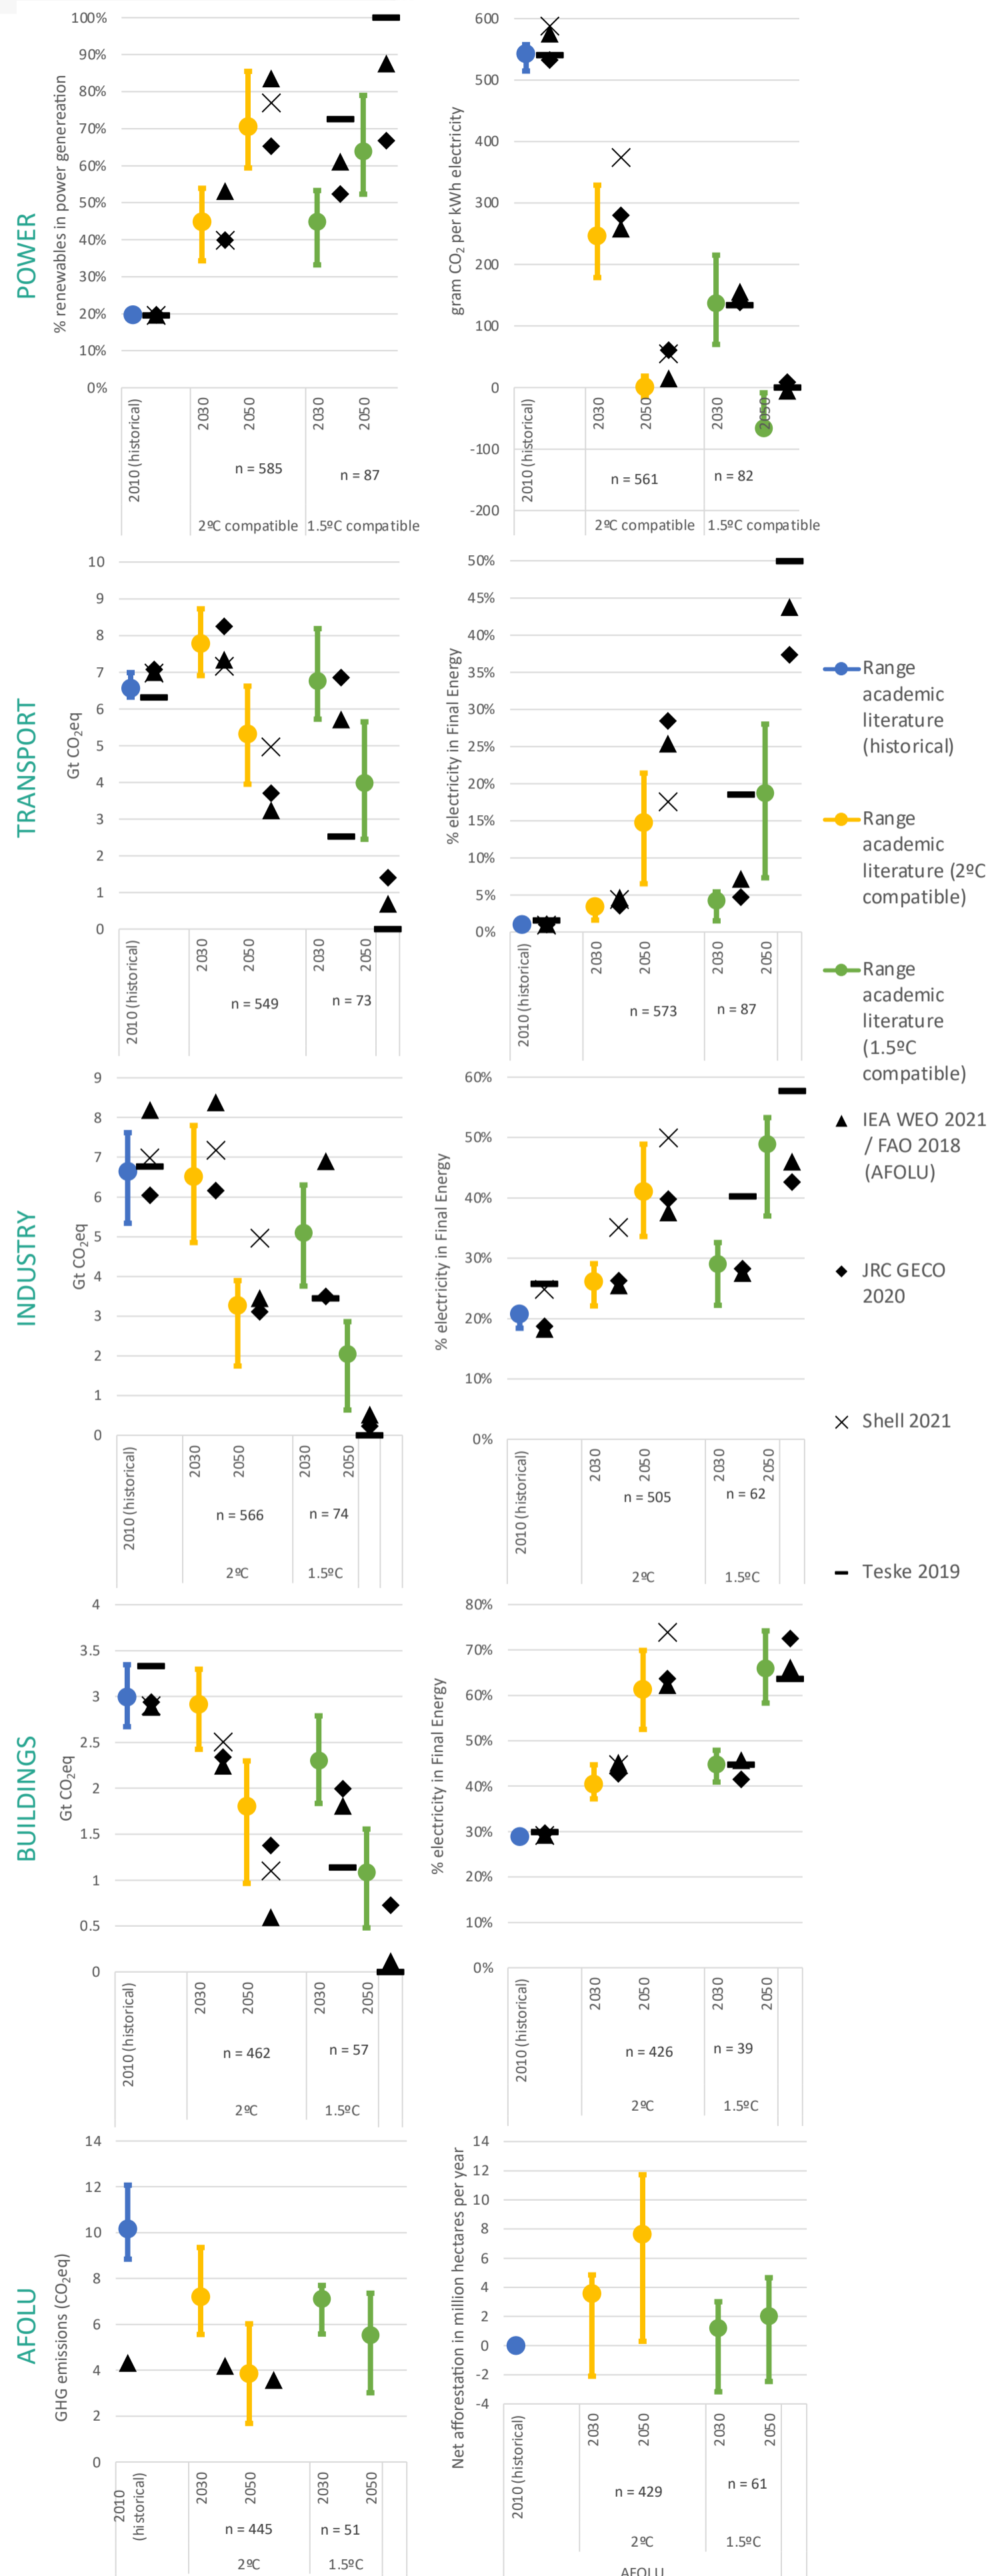 POWER
% renewables in power genereation
100%
90%
80%
70%
60%
50%
40%
30%
20%
10%
0%
2010 (historical)
2030
2050
2030
2050
n = 585
n = 87
2ºC compatible
1.5ºC compatible
gram CO₂ per kWh electricity
600
500
400
300
200
100
0
-100
-200
2010 (historical)
2030
2050
2030
2050
n = 561
n = 82
2ºC compatible
1.5ºC compatible
TRANSPORT
Gt CO₂eq
10
9
8
7
6
5
4
3
2
1
0
2010 (historical)
2030
2050
2030
2050
n = 549
n = 73
% electricity in Final Energy
50%
45%
40%
35%
30%
25%
20%
15%
10%
5%
0%
2010 (historical)
2030
2050
2030
2050
n = 573
n = 87
Range
academic
literature
(historical)
Range
academic
literature (2ºC
compatible)
Range
academic
literature
(1.5ºC
compatible)
IEA WEO 2021
/ FAO 2018
(AFOLU)
JRC GECO
2020
Shell 2021
Teske 2019
INDUSTRY
Gt CO₂eq
9
8
7
6
5
4
3
2
1
0
2010 (historical)
2030
2050
2030
2050
n = 566
n = 74
2ºC
1.5ºC
% electricity in Final Energy
60%
50%
40%
30%
20%
10%
0%
2010 (historical)
2030
2050
2030
2050
n = 505
n = 62
2ºC
1.5ºC
BUILDINGS
Gt CO₂eq
4
3.5
3
2.5
2
1.5
1
0.5
0
2010 (historical)
2030
2050
2030
2050
n = 462
n = 57
2ºC
1.5ºC
% electricity in Final Energy
80%
70%
60%
50%
40%
30%
20%
10%
0%
2010 (historical)
2030
2050
2030
2050
n = 426
n = 39
2ºC
1.5ºC
AFOLU
GHG emissions (CO₂eq)
14
12
10
8
6
4
2
0
2010
(historical)
2030
2050
2030
2050
n = 445
n = 51
2ºC
1.5ºC
Net afforestation in million hectares per year
14
12
10
8
6
4
2
0
-2
-4
2010 (historical)
2030
2050
2030
2050
n = 429
n = 61
2ºC
1.5ºC
AFOLU